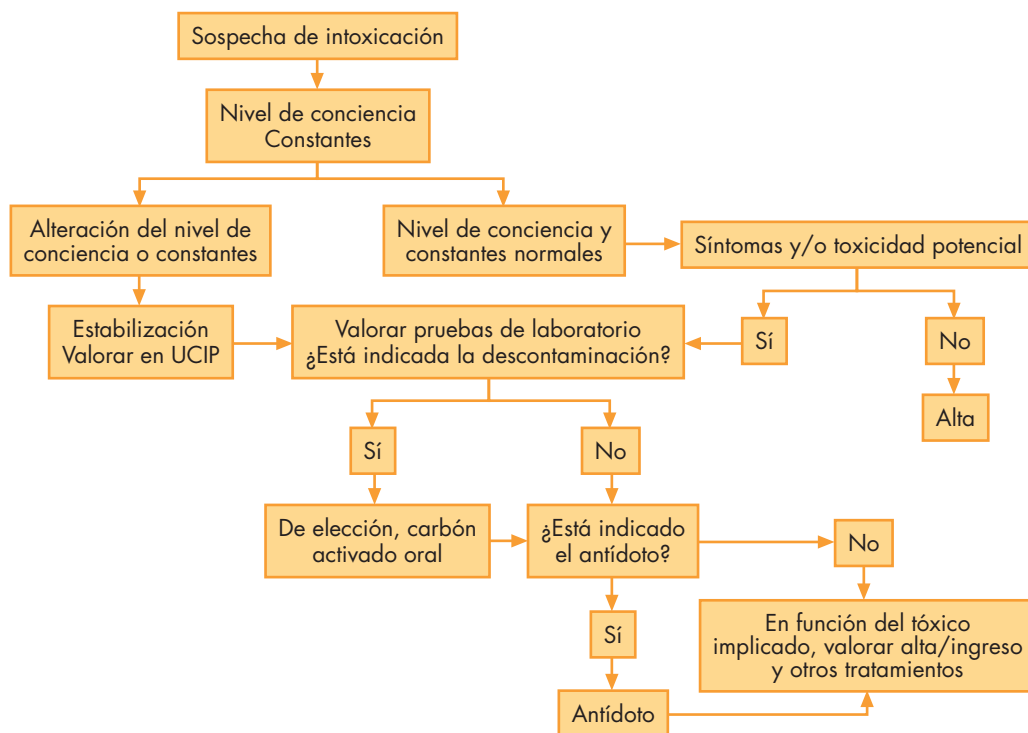 Sospecha de intoxicación
Nivel de conciencia
Constantes
Alteración del nivel de
conciencia o constantes
Nivel de conciencia y
constantes normales
Síntomas y/o toxicidad potencial
Estabilización
Valorar en UCIP
Valorar pruebas de laboratorio
¿Está indicada la descontaminación?
Sí
No
Alta
Sí
No
De elección, carbón
activado oral
¿Está indicado
el antídoto?
No
Sí
En función del tóxico
implicado, valorar alta/ingreso
y otros tratamientos
Antídoto